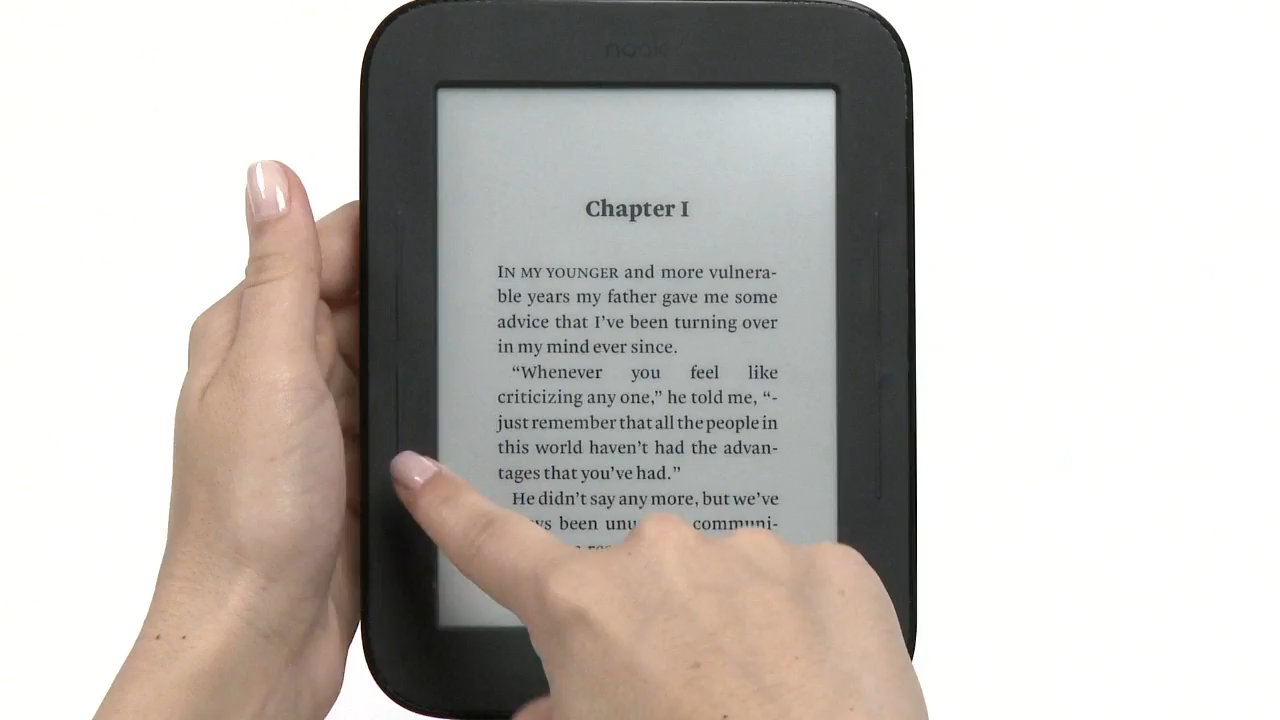 nook
Chapter I
IN MY YOUNGER and more vulnera-
ble years my father gave me some
advice that I’ve been turning over
in my mind ever since.
“Whenever you feel like
criticizing any one,” he told me, “-
just remember that all the people in
this world haven’t had the advan-
tages that you’ve had.”
He didn’t say any more, but we’ve
been communi-